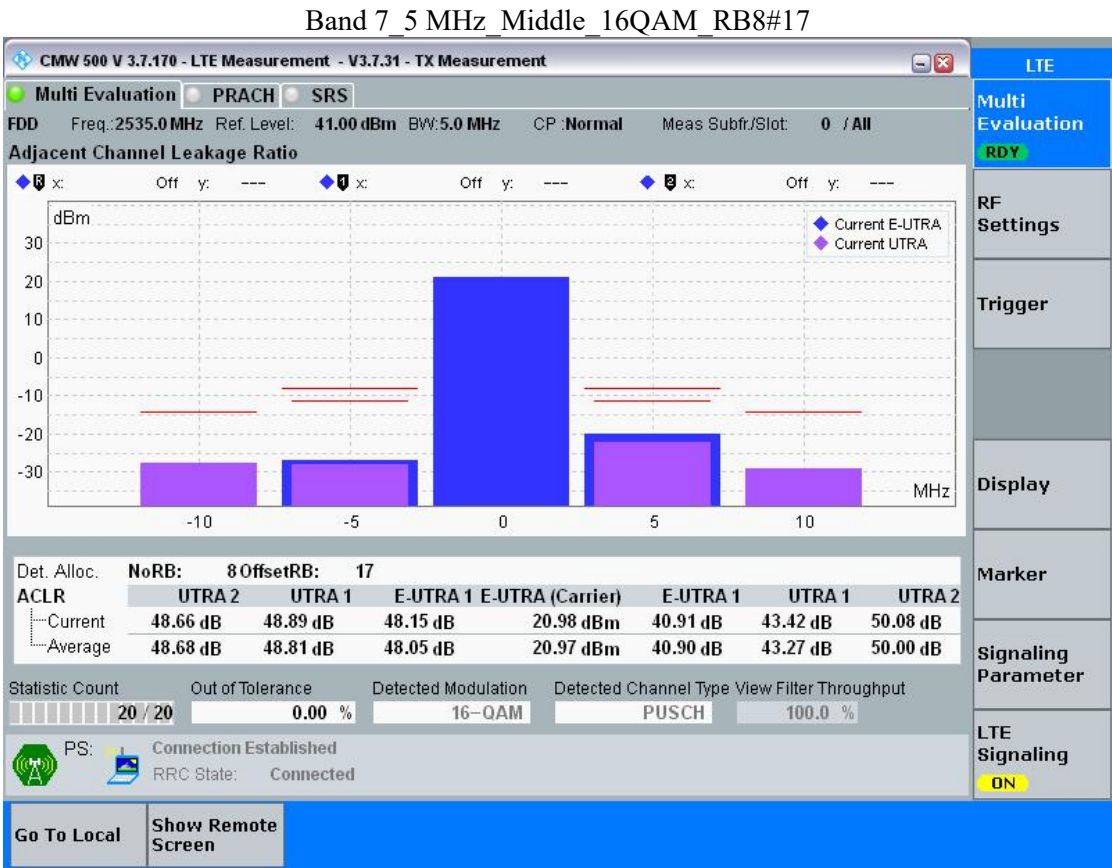 Band 7_5 MHz_Middle_16QAM_RB8#17
CMW 500 V 3.7.170 - LTE Measurement - V3.7.31 - TX Measurement
LTE
Multi Evaluation PRACH SRS
Multi Evaluation
RDY
FDD Freq.:2535.0 MHz Ref. Level: 41.00 dBm BW:5.0 MHz CP :Normal Meas Subfr./Slot: 0 / All
Adjacent Channel Leakage Ratio
R x: Off y: --- 1 x: Off y: --- 2 x: Off y: ---
dBm
Current E-UTRA
Current UTRA
30
20
10
0
-10
-20
-30
MHz
-10 -5 0 5 10
RF Settings
Trigger
Display
Marker
Signaling Parameter
LTE Signaling
ON
Det. Alloc. NoRB: 8 OffsetRB: 17
ACLR UTRA 2 UTRA 1 E-UTRA 1 E-UTRA (Carrier) E-UTRA 1 UTRA 1 UTRA 2
Current 48.66 dB 48.89 dB 48.15 dB 20.98 dBm 40.91 dB 43.42 dB 50.08 dB
Average 48.68 dB 48.81 dB 48.05 dB 20.97 dBm 40.90 dB 43.27 dB 50.00 dB
Statistic Count Out of Tolerance Detected Modulation Detected Channel Type View Filter Throughput
20 / 20 0.00 % 16-QAM PUSCH 100.0 %
PS: Connection Established
RRC State: Connected
Go To Local
Show Remote Screen